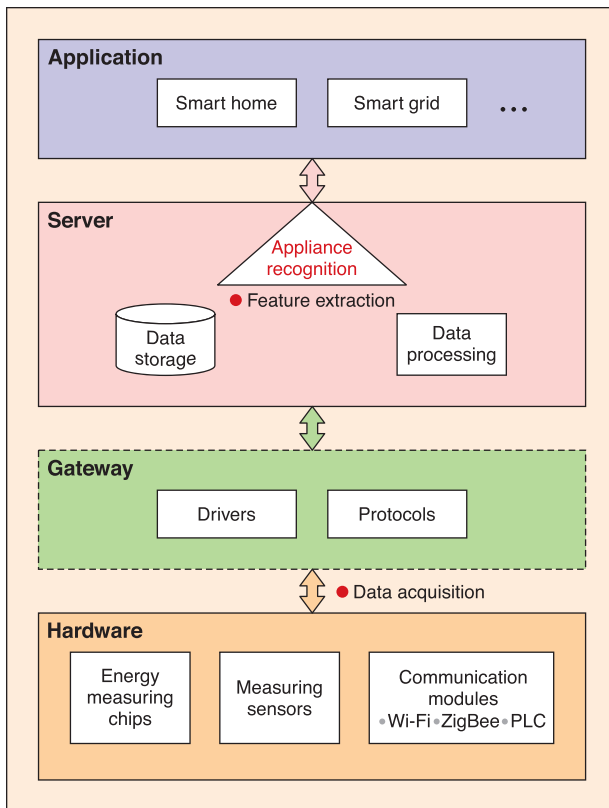 Application
Smart home
Smart grid
...
Server
Appliance
recognition
● Feature extraction
Data
storage
Data
processing
Gateway
Drivers
Protocols
● Data acquisition
Hardware
Energy
measuring
chips
Measuring
sensors
Communication
modules
•Wi-Fi •ZigBee •PLC